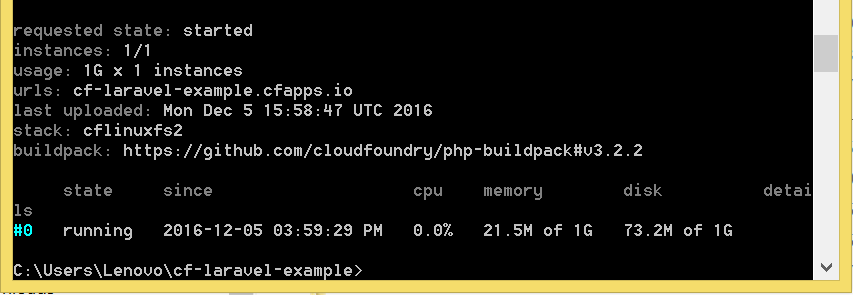 requested state: started
instances: 1/1
usage: 1G x 1 instances
urls: cf-laravel-example.cfapps.io
last uploaded: Mon Dec 5 15:58:47 UTC 2016
stack: cflinuxfs2
buildpack: https://github.com/cloudfoundry/php-buildpack#v3.2.2
state since cpu memory disk detai
ls
#0 running 2016-12-05 03:59:29 PM 0.0% 21.5M of 1G 73.2M of 1G
C:\Users\Lenovo\cf-laravel-example>